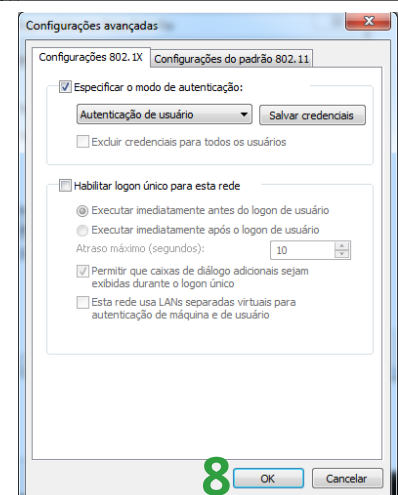 Configurações avançadas
Configurações 802.1X
Configurações do padrão 802.11
Especificar o modo de autenticação:
Autenticação de usuário
Salvar credenciais
Excluir credenciais para todos os usuários
Habilitar logon único para esta rede
Executar imediatamente antes do logon de usuário
Executar imediatamente após o logon de usuário
Atraso máximo (segundos):
10
Permitir que caixas de diálogo adicionais sejam
exibidas durante o logon único
Esta rede usa LANs separadas virtuais para
autenticação de máquina e de usuário
8
OK
Cancelar